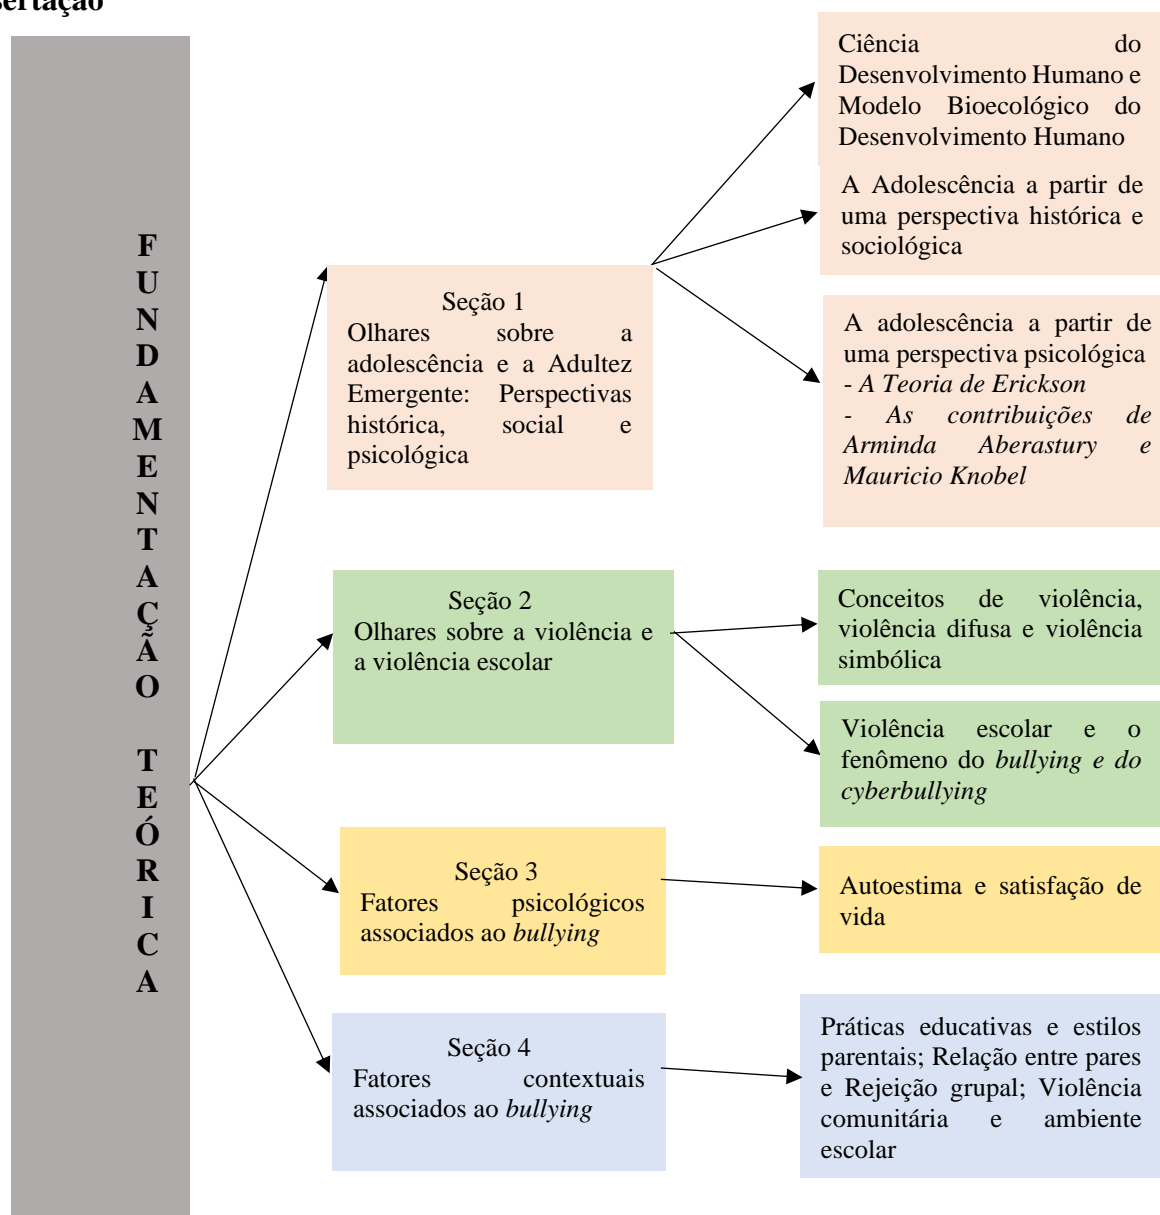 sertação
F
U
N
D
A
M
E
N
T
A
Ç
Ã
O
T
E
Ó
R
I
C
A
Seção 1
Olhares sobre a
adolescência e a Adultez
Emergente: Perspectivas
histórica, social e
psicológica
Ciência do
Desenvolvimento Humano e
Modelo Bioecológico do
Desenvolvimento Humano
A Adolescência a partir de
uma perspectiva histórica e
sociológica
A adolescência a partir de
uma perspectiva psicológica
- A Teoria de Erickson
- As contribuições de
Arminda Aberastury e
Mauricio Knobel
Seção 2
Olhares sobre a violência e
a violência escolar
Conceitos de violência,
violência difusa e violência
simbólica
Violência escolar e o
fenômeno do bullying e do
cyberbullying
Seção 3
Fatores psicológicos
associados ao bullying
Autoestima e satisfação de
vida
Seção 4
Fatores contextuais
associados ao bullying
Práticas educativas e estilos
parentais; Relação entre pares
e Rejeição grupal; Violência
comunitária e ambiente
escolar